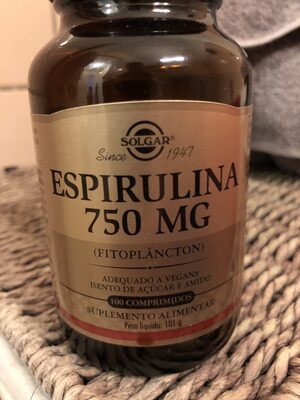 SOLGAR®
Since 1947
ESPIRULINA
750 MG
(FITOPLÂNCTON)
ADEQUADO A VEGANS
ISENTO DE AÇUCAR E AMIDO
100 COMPRIMIDOS
SUPLEMENTO ALIMENTAR
Peso líquido: 101 g